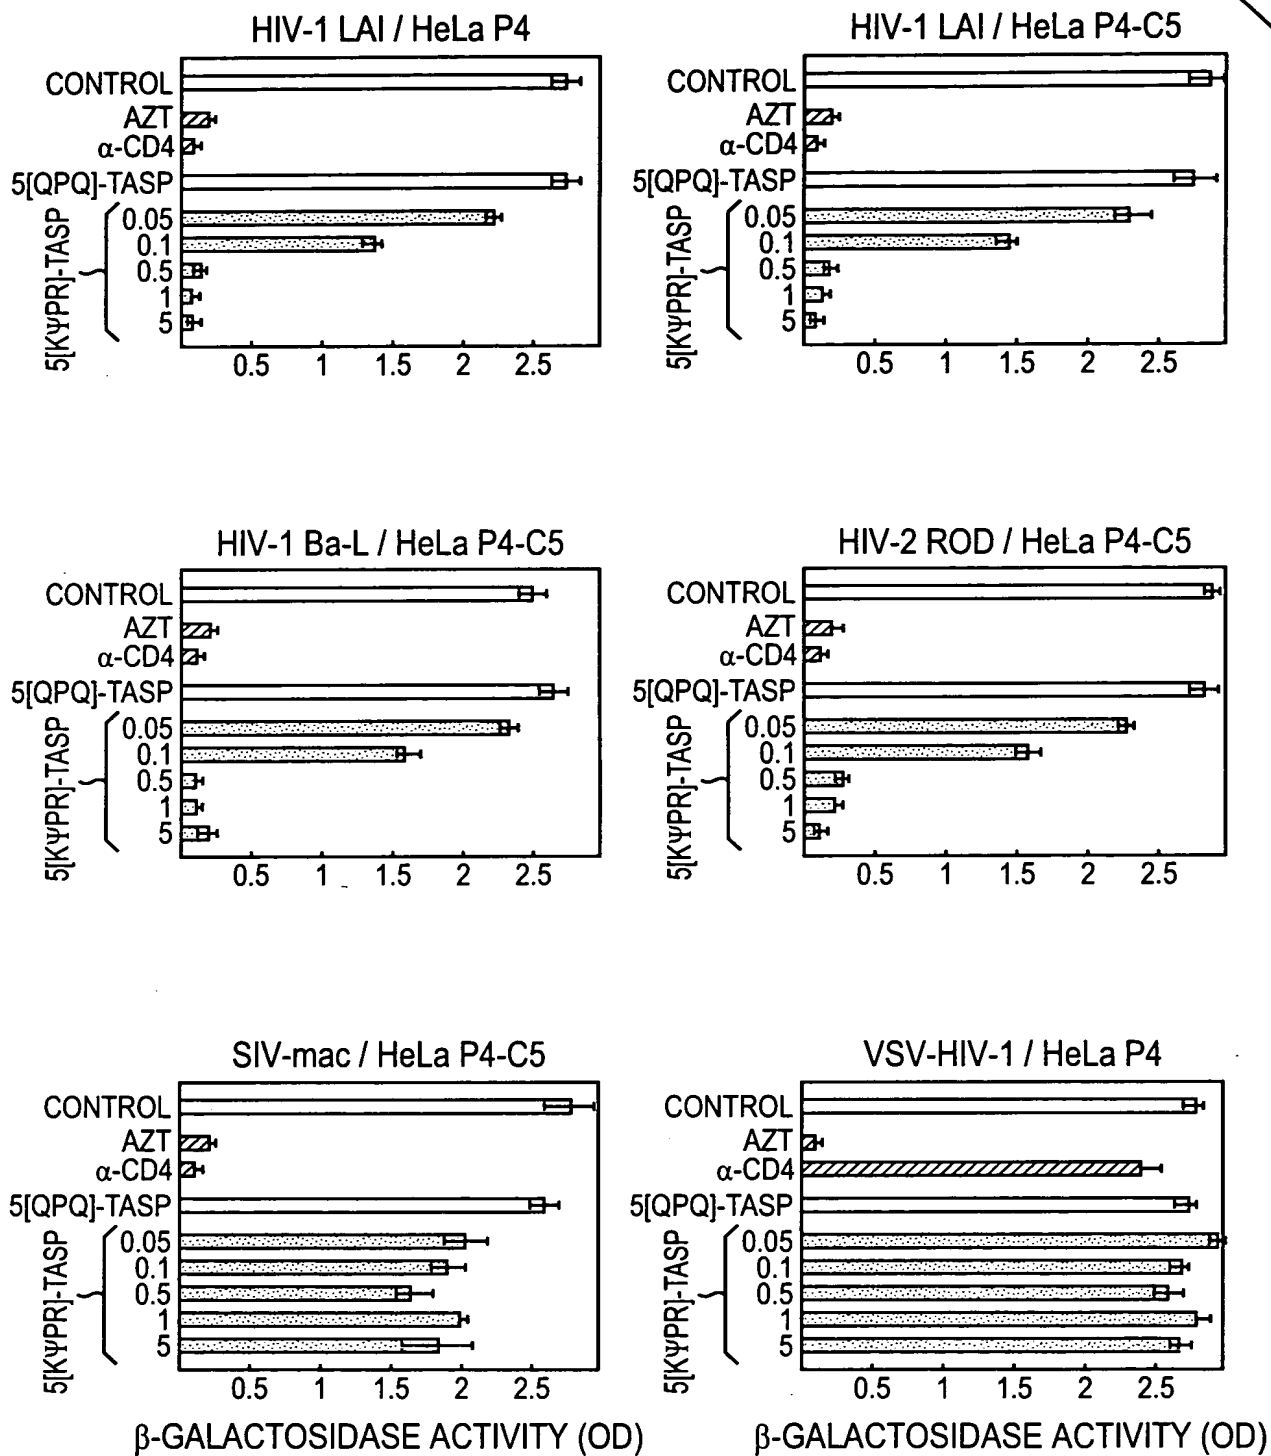 HIV-1 LAI / HeLa P4
CONTROL
AZT
α-CD4
5[QPQ]-TASP
5[KΨPR]-TASP
0.05
0.1
0.5
1
5
0.5 1 1.5 2 2.5
HIV-1 LAI / HeLa P4-C5
CONTROL
AZT
α-CD4
5[QPQ]-TASP
5[KΨPR]-TASP
0.05
0.1
0.5
1
5
0.5 1 1.5 2 2.5
HIV-1 Ba-L / HeLa P4-C5
CONTROL
AZT
α-CD4
5[QPQ]-TASP
5[KΨPR]-TASP
0.05
0.1
0.5
1
5
0.5 1 1.5 2 2.5
HIV-2 ROD / HeLa P4-C5
CONTROL
AZT
α-CD4
5[QPQ]-TASP
5[KΨPR]-TASP
0.05
0.1
0.5
1
5
0.5 1 1.5 2 2.5
SIV-mac / HeLa P4-C5
CONTROL
AZT
α-CD4
5[QPQ]-TASP
5[KΨPR]-TASP
0.05
0.1
0.5
1
5
0.5 1 1.5 2 2.5
β-GALACTOSIDASE ACTIVITY (OD)
VSV-HIV-1 / HeLa P4
CONTROL
AZT
α-CD4
5[QPQ]-TASP
5[KΨPR]-TASP
0.05
0.1
0.5
1
5
0.5 1 1.5 2 2.5
β-GALACTOSIDASE ACTIVITY (OD)